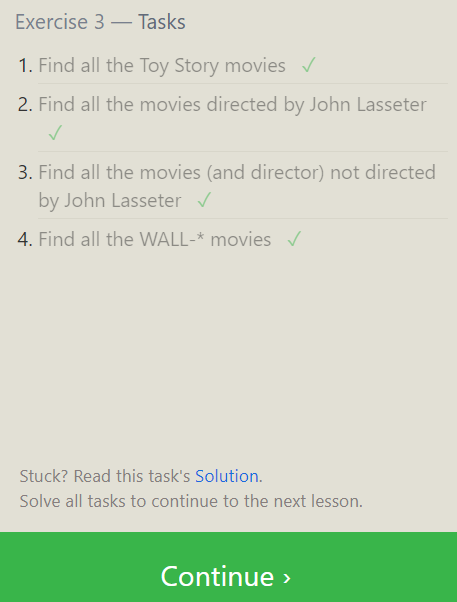 Exercise 3 — Tasks
1. Find all the Toy Story movies ✓
2. Find all the movies directed by John Lasseter
✓
3. Find all the movies (and director) not directed
by John Lasseter ✓
4. Find all the WALL-* movies ✓
Stuck? Read this task's Solution.
Solve all tasks to continue to the next lesson.
Continue ›